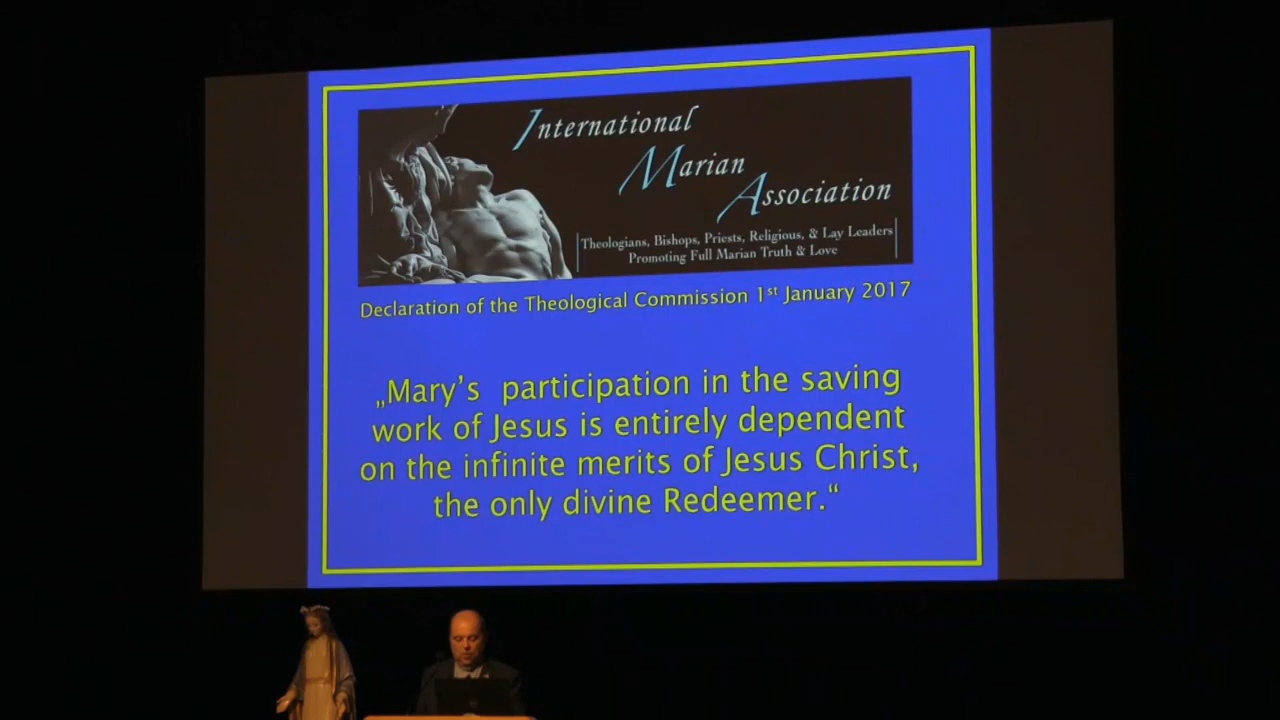 International
Marian
Association
Theologians, Bishops, Priests, Religious, & Lay Leaders
Promoting Full Marian Truth & Love
Declaration of the Theological Commission 1st January 2017
„Mary’s participation in the saving
work of Jesus is entirely dependent
on the infinite merits of Jesus Christ,
the only divine Redeemer.“